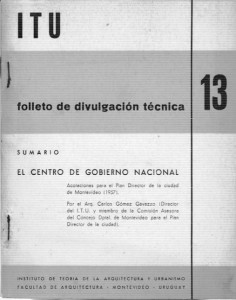 ITU
folleto de divulgación técnica
13
SUMARIO
EL CENTRO DE GOBIERNO NACIONAL
Acotaciones para el Plan Director de la ciudad
de Montevideo (1957).
Por el Arq. Carlos Gómez Gavazzo (Director
del I.T.U. y miembro de la Comisión Asesora
del Concejo Dptal. de Montevideo para el Plan
Director de la ciudad).
INSTITUTO DE TEORIA DE LA ARQUITECTURA Y URBANISMO
FACULTAD DE ARQUITECTURA - MONTEVIDEO - URUGUAY